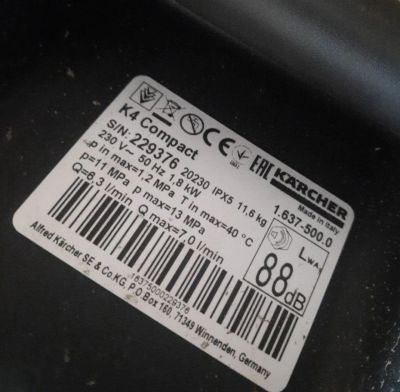 EAC KÄRCHER
Made in Italy
1.637-500.0
K4 Compact
S/N: 229376 20230 IPX5 11,6 kg
230 V~ 50 Hz 1,8 kW
p in max=1,2 MPa T in max=40 °C
p=11 MPa p max=13 MPa
Q=6,3 l/min Q max= l/min
LWA
88dB
Alfred Kärcher SE & Co.KG, P.O.Box 160, 71349 Winnenden, Germany
16375000229376